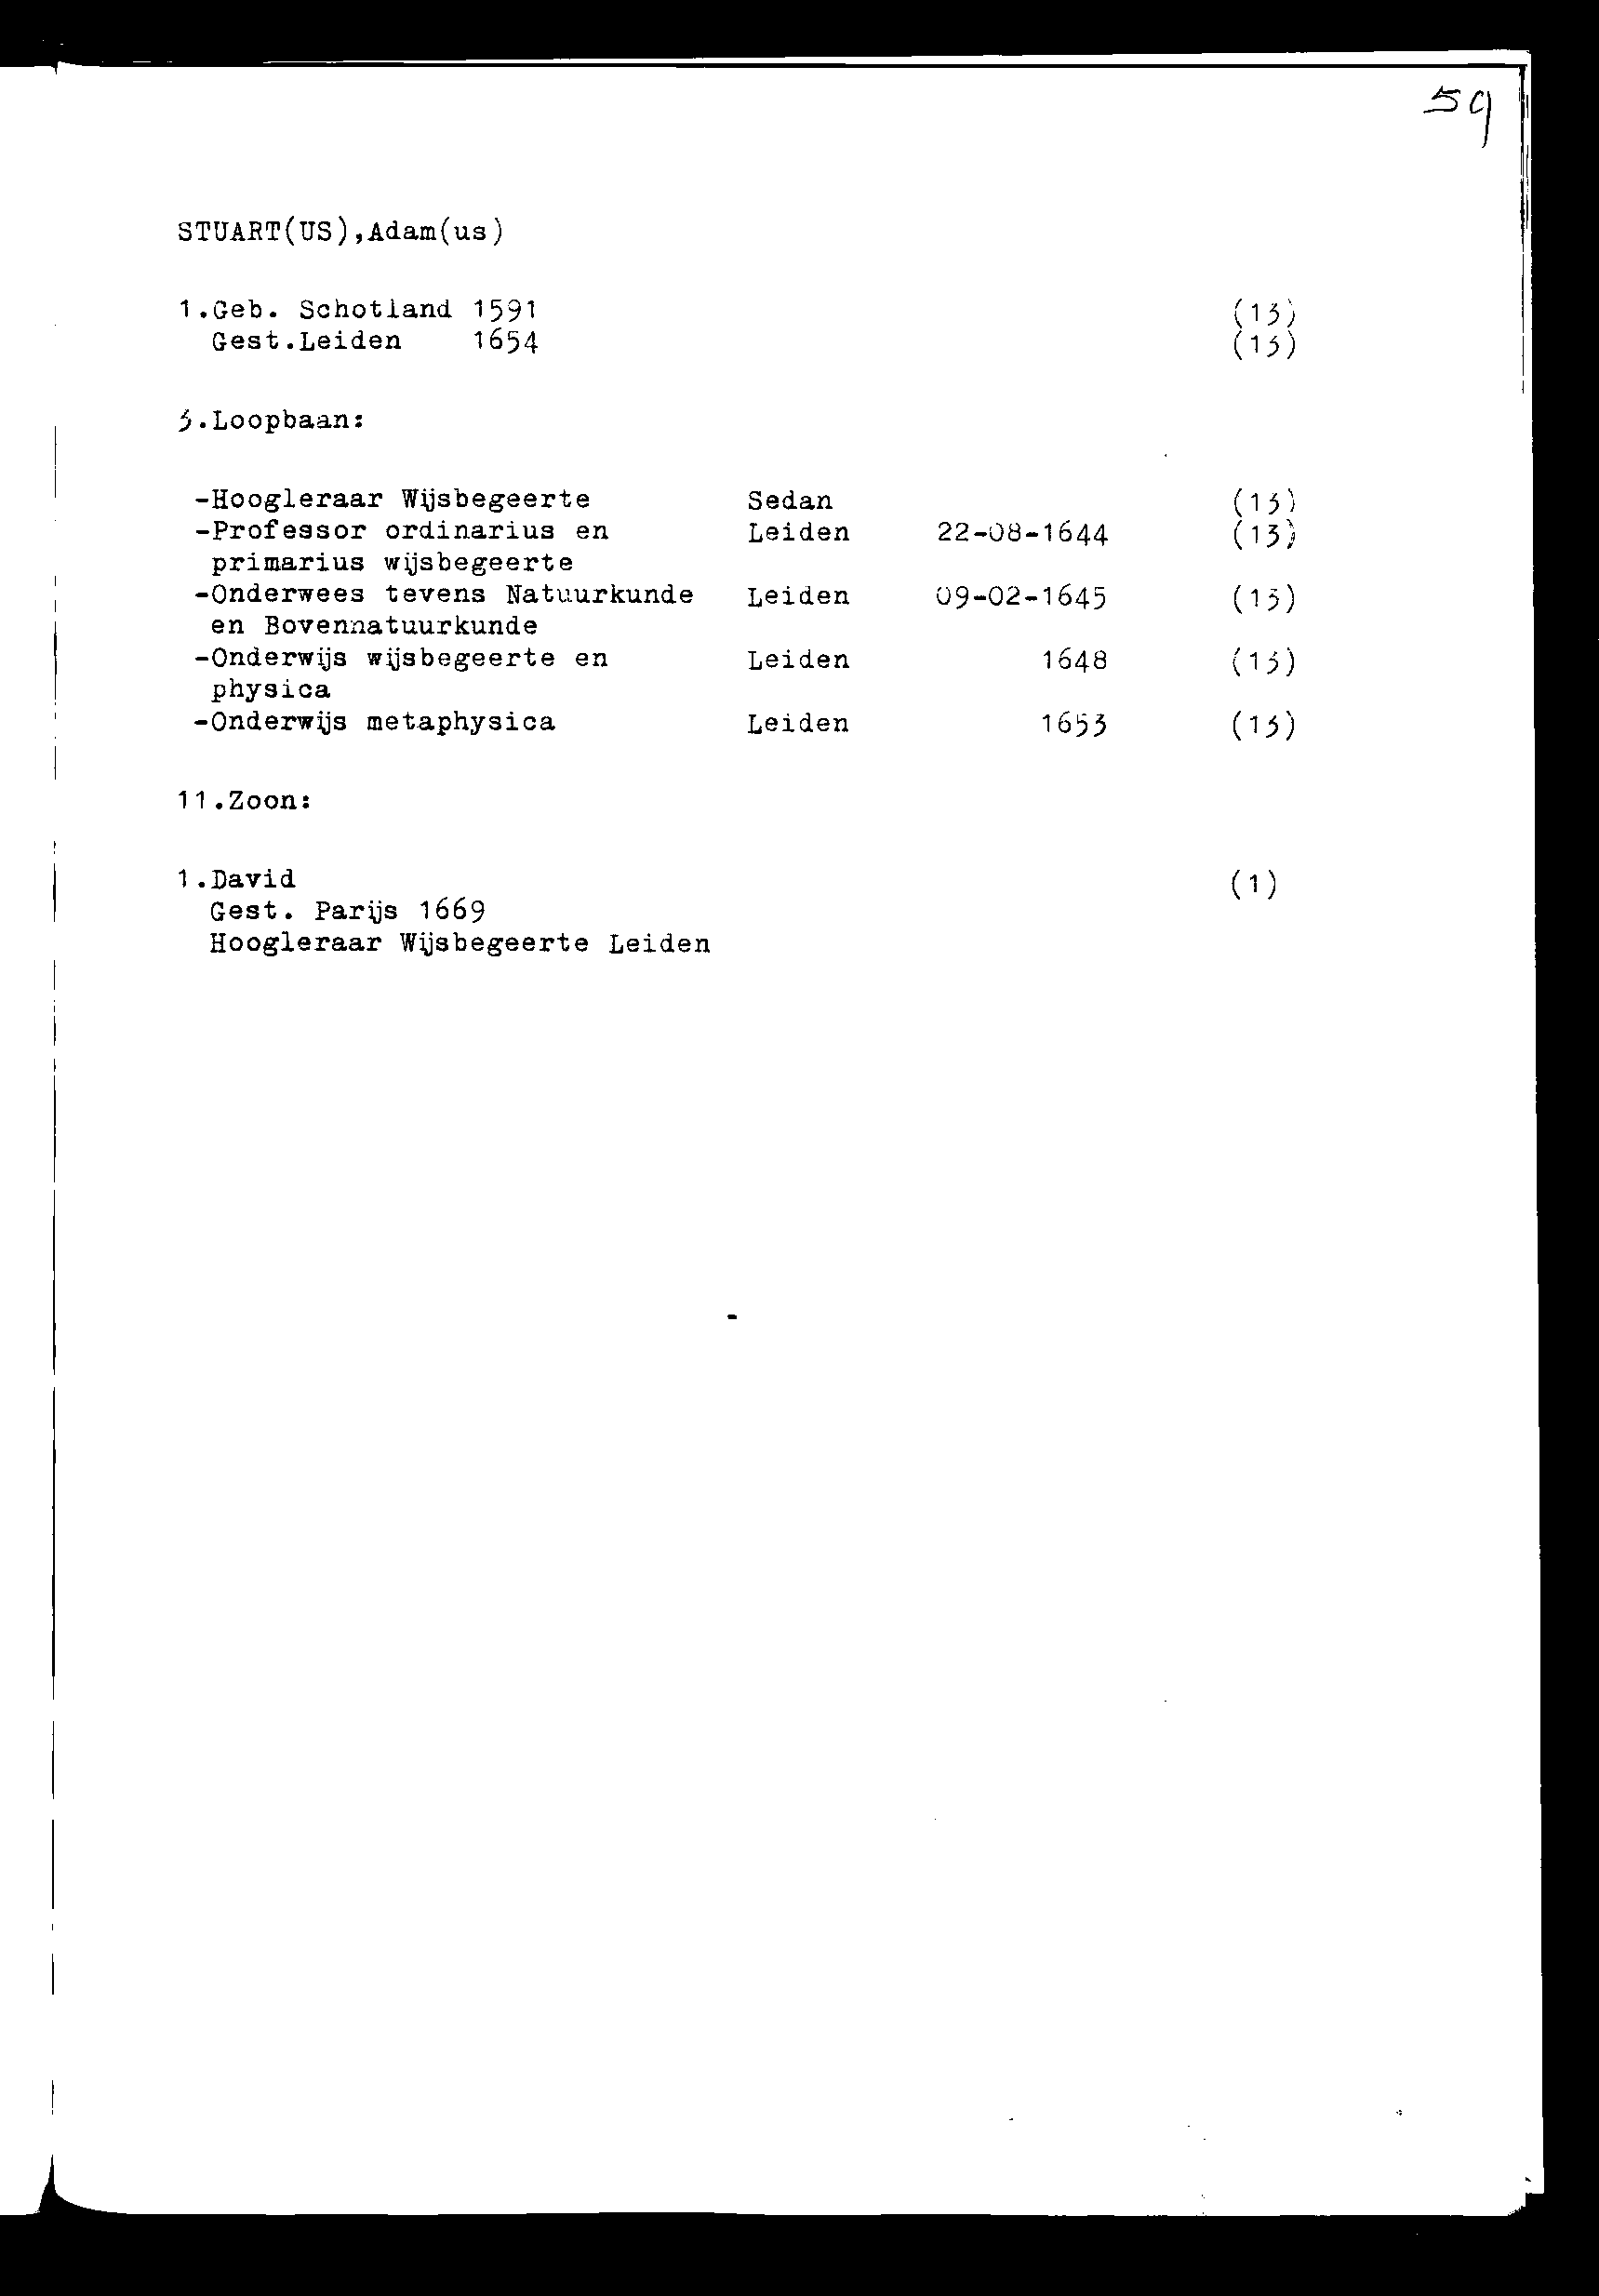 59
STUART(US),Adam(us)
1.Geb. Schotland 1591 (13)
Gest.Leiden 1654 (13)
3.Loopbaan:
-Hoogleraar Wijsbegeerte Sedan (13)
-Professor ordinarius en Leiden 22-08-1644 (13)
primarius wijsbegeerte
-Onderwees tevens Natuurkunde Leiden 09-02-1645 (13)
en Bovennatuurkunde
-Onderwijs wijsbegeerte en Leiden 1648 (13)
physica
-Onderwijs metaphysica Leiden 1653 (13)
11.Zoon:
1.David (1)
Gest. Parijs 1669
Hoogleraar Wijsbegeerte Leiden